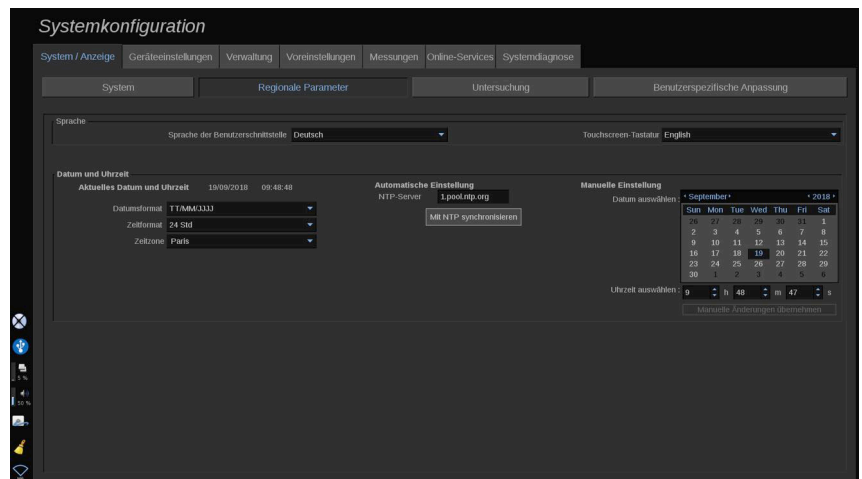 Systemkonfiguration
System / Anzeige Geräteeinstellungen Verwaltung Voreinstellungen Messungen Online-Services Systemdiagnose
System Regionale Parameter Untersuchung Benutzerspezifische Anpassung
Sprache
Sprache der Benutzerschnittstelle Deutsch Touchscreen-Tastatur English
Datum und Uhrzeit
Aktuelles Datum und Uhrzeit 19/09/2018 09:48:48 Automatische Einstellung Manuelle Einstellung
NTP-Server 1.pool.ntp.org Datum auswählen : September 2018
Datumsformat TT/MM/JJJJ Mit NTP synchronisieren Sun Mon Tue Wed Thu Fri Sat
26 27 28 29 30 31 1
Zeitformat 24 Std 2 3 4 5 6 7 8
Zeitzone Paris 9 10 11 12 13 14 15
16 17 18 19 20 21 22
23 24 25 26 27 28 29
30 1 2 3 4 5 6
Uhrzeit auswählen : 9 h 48 m 47 s
Manuelle Änderungen übernehmen
5 %
50 %